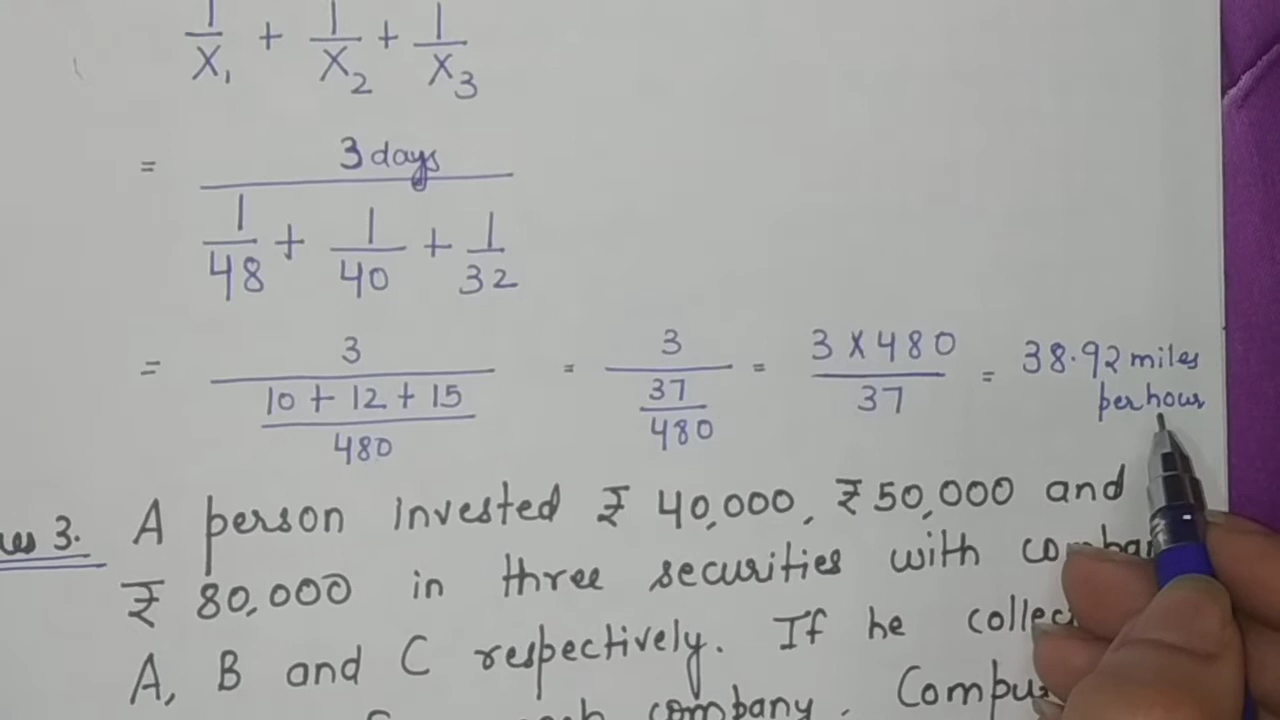 1/X₁ + 1/X₂ + 1/X₃
= 3 days / (1/48 + 1/40 + 1/32)
= 3 / ((10 + 12 + 15)/480) = 3 / (37/480) = (3 X 480)/37 = 38.92 miles per hour
3. A person invested ₹ 40,000, ₹ 50,000 and
₹ 80,000 in three securities with
A, B and C respectively. If he
company.